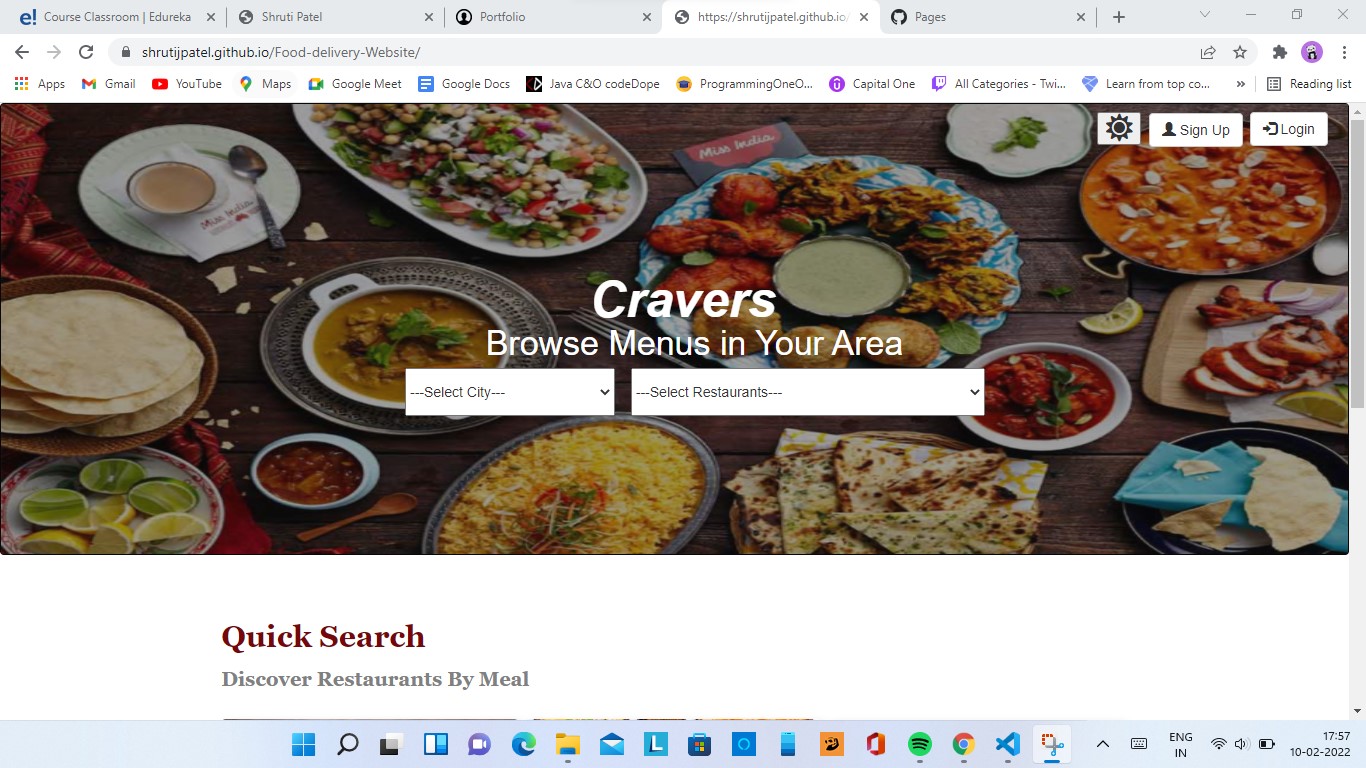 e! Course Classroom | Edureka
Shruti Patel
Portfolio
https://shrutijpatel.github.io/
Pages
shrutijpatel.github.io/Food-delivery-Website/
Apps
Gmail
YouTube
Maps
Google Meet
Google Docs
Java C&O codeDope
ProgrammingOneO...
Capital One
All Categories - Twi...
Learn from top co...
»
Reading list
Sign Up
Login
Miss India
Miss India
Cravers
Browse Menus in Your Area
---Select City---
---Select Restaurants---
Quick Search
Discover Restaurants By Meal
ENG
IN
17:57
10-02-2022